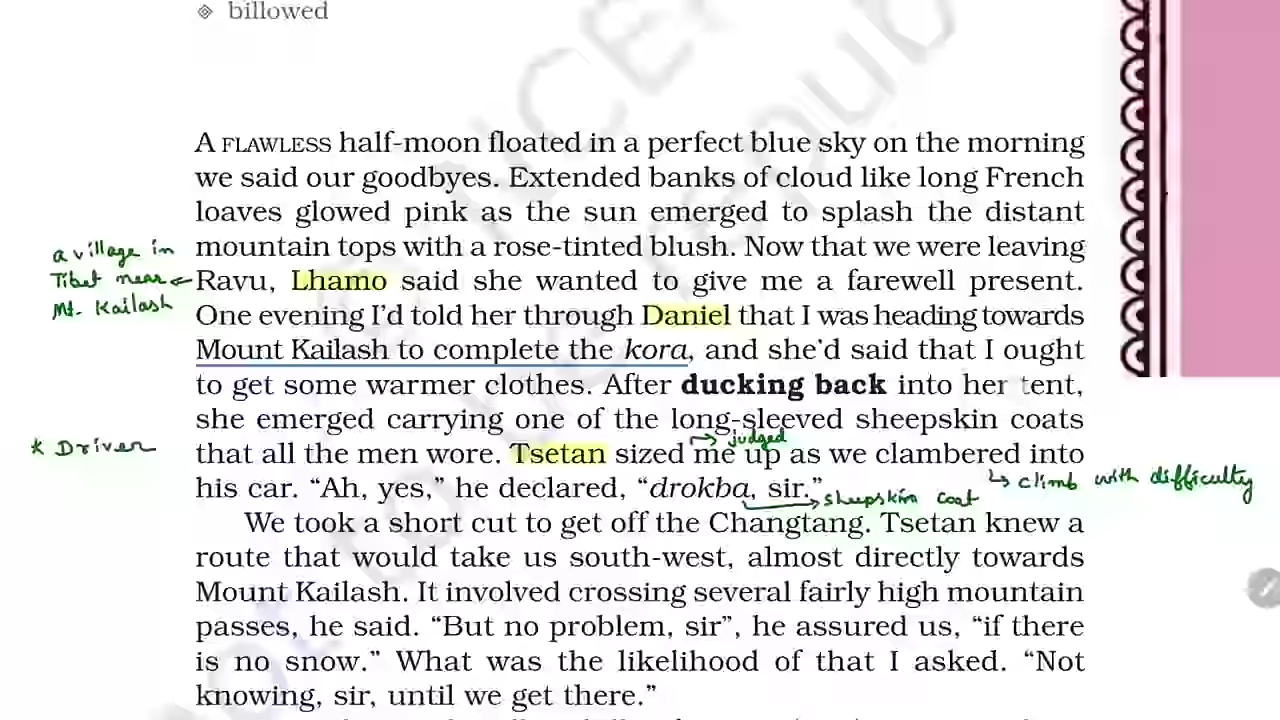 ❖ billowed
A FLAWLESS half-moon floated in a perfect blue sky on the morning
we said our goodbyes. Extended banks of cloud like long French
loaves glowed pink as the sun emerged to splash the distant
mountain tops with a rose-tinted blush. Now that we were leaving
a village in
Tibet near
Mt. Kailash
Ravu, Lhamo said she wanted to give me a farewell present.
One evening I'd told her through Daniel that I was heading towards
Mount Kailash to complete the kora, and she'd said that I ought
to get some warmer clothes. After ducking back into her tent,
she emerged carrying one of the long-sleeved sheepskin coats
→ judged
* Driver
that all the men wore. Tsetan sized me up as we clambered into
↳ climb with difficulty
his car. “Ah, yes,” he declared, “drokba, sir.”
→ sheepskin coat
We took a short cut to get off the Changtang. Tsetan knew a
route that would take us south-west, almost directly towards
Mount Kailash. It involved crossing several fairly high mountain
passes, he said. “But no problem, sir”, he assured us, “if there
is no snow.” What was the likelihood of that I asked. “Not
knowing, sir, until we get there.”